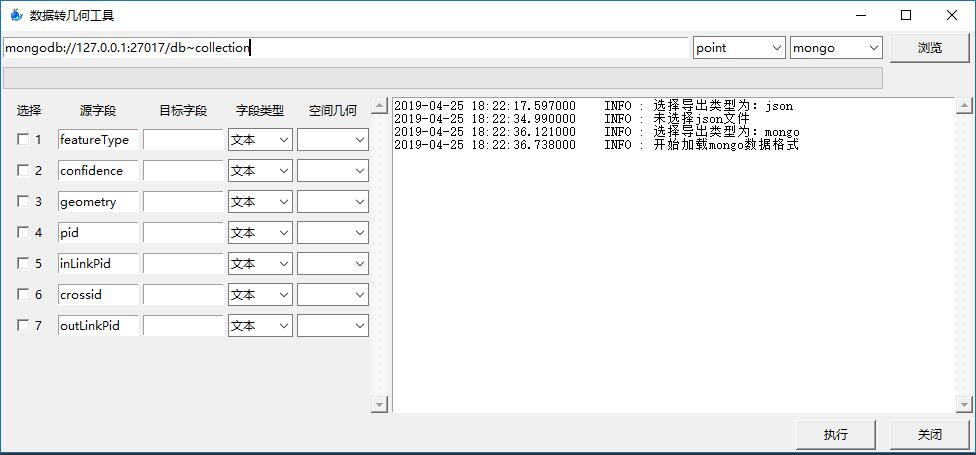 数据转几何工具
mongodb://127.0.0.1:27017/db~collection point mongo 浏览
选择 源字段 目标字段 字段类型 空间几何
1 featureType 文本
2 confidence 文本
3 geometry 文本
4 pid 文本
5 inLinkPid 文本
6 crossid 文本
7 outLinkPid 文本
2019-04-25 18:22:17.597000 INFO : 选择导出类型为: json
2019-04-25 18:22:34.990000 INFO : 未选择json文件
2019-04-25 18:22:36.121000 INFO : 选择导出类型为: mongo
2019-04-25 18:22:36.738000 INFO : 开始加载mongo数据格式
执行 关闭